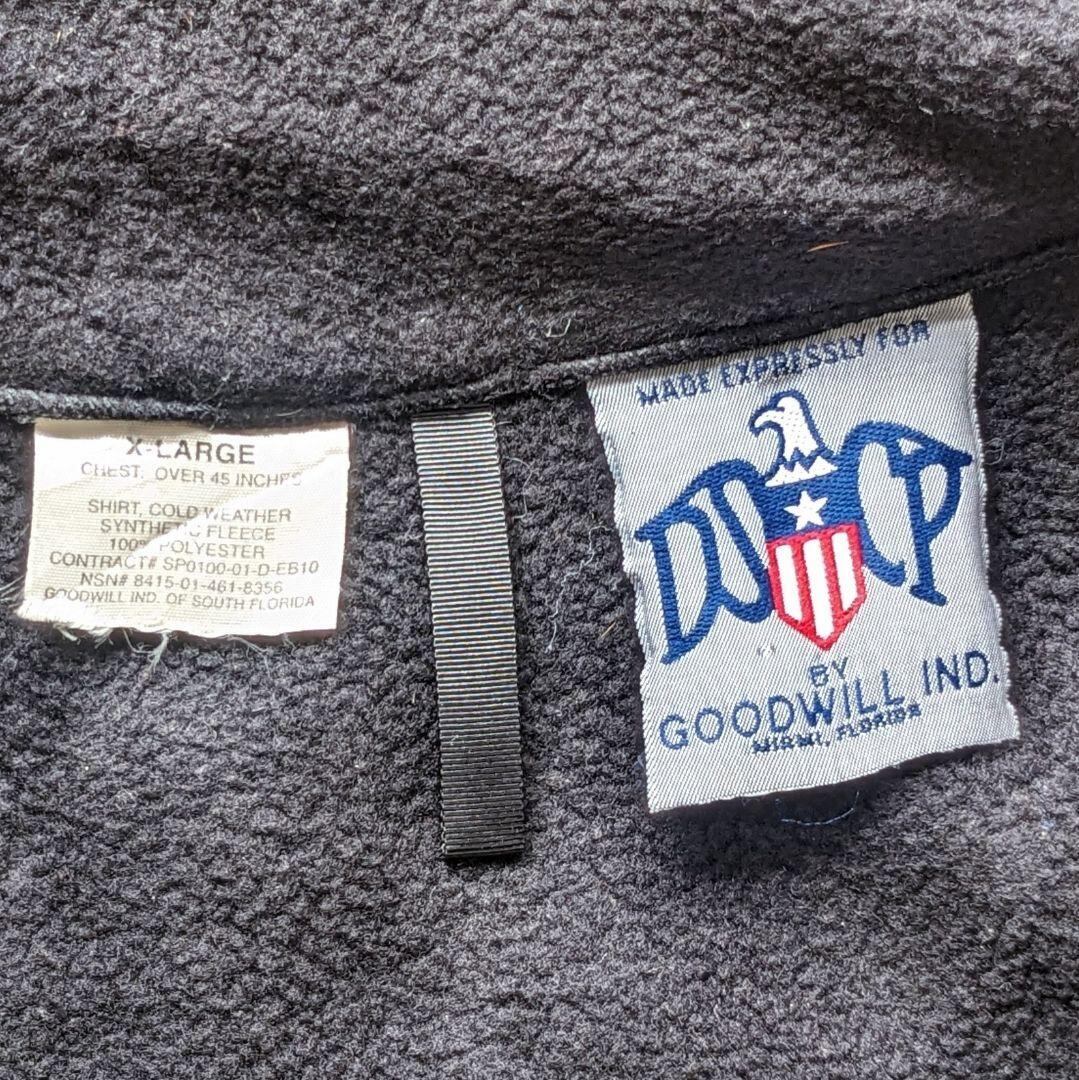 X-LARGE
CHEST: OVER 45 INCHES
SHIRT, COLD WEATHER
SYNTHETIC FLEECE
100% POLYESTER
CONTRACT# SP0100-01-D-EB10
NSN# 8415-01-461-8356
GOODWILL IND. OF SOUTH FLORIDA
MADE EXPRESSLY FOR
DSCP
BY
GOODWILL IND.
MIAMI, FLORIDA